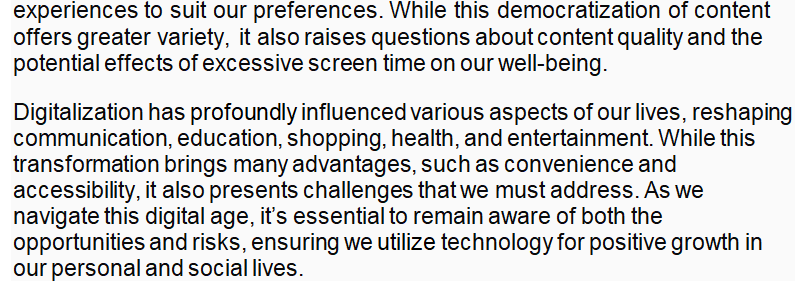 experiences to suit our preferences. While this democratization of content
offers greater variety, it also raises questions about content quality and the
potential effects of excessive screen time on our well-being.
Digitalization has profoundly influenced various aspects of our lives, reshaping
communication, education, shopping, health, and entertainment. While this
transformation brings many advantages, such as convenience and
accessibility, it also presents challenges that we must address. As we
navigate this digital age, it’s essential to remain aware of both the
opportunities and risks, ensuring we utilize technology for positive growth in
our personal and social lives.